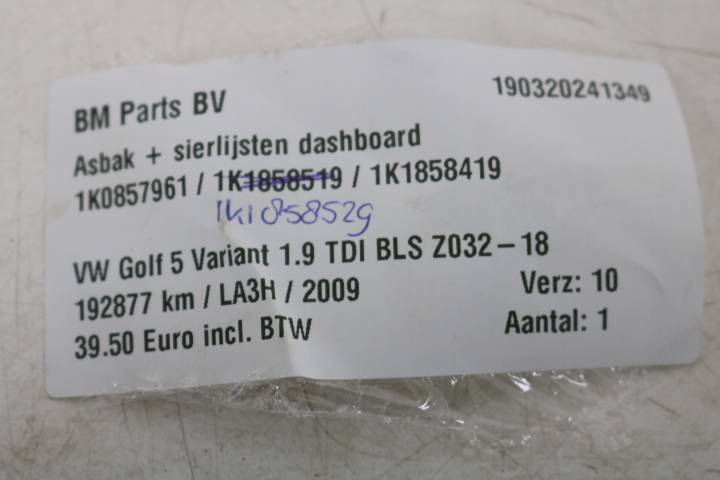 BM Parts BV
190320241349
Asbak + sierlijsten dashboard
1K0857961 / 1K1858519 / 1K1858419
1K1858529
VW Golf 5 Variant 1.9 TDI BLS Z032-18
192877 km / LA3H / 2009
Verz: 10
39.50 Euro incl. BTW
Aantal: 1